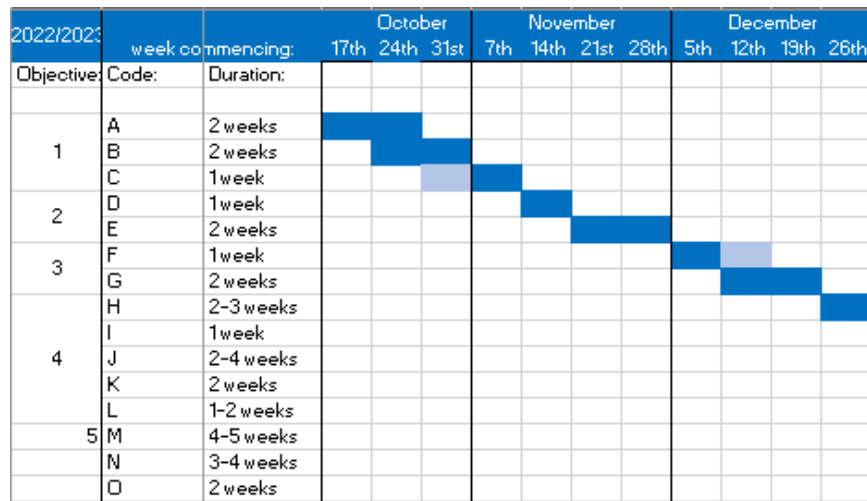 October November December
2022/2023 week commencing: 17th 24th 31st 7th 14th 21st 28th 5th 12th 19th 26th
Objective: Code: Duration:
1 A 2 weeks
B 2 weeks
C 1 week
2 D 1 week
E 2 weeks
3 F 1 week
G 2 weeks
4 H 2-3 weeks
I 1 week
J 2-4 weeks
K 2 weeks
L 1-2 weeks
5 M 4-5 weeks
N 3-4 weeks
O 2 weeks